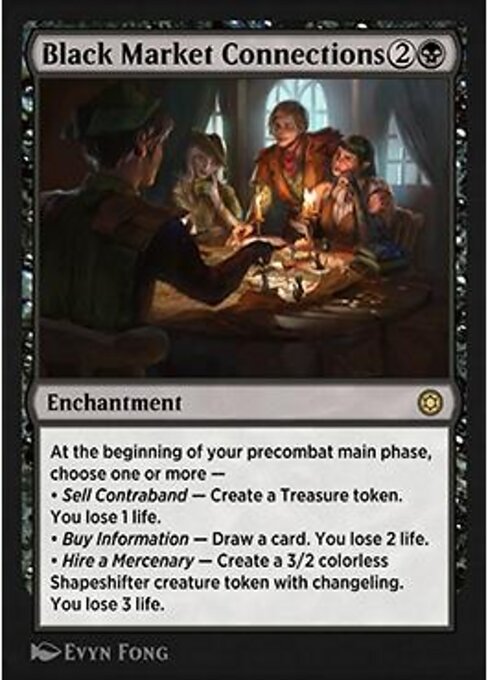 Black Market Connections 2
Enchantment
At the beginning of your precombat main phase,
choose one or more —
• Sell Contraband — Create a Treasure token.
You lose 1 life.
• Buy Information — Draw a card. You lose 2 life.
• Hire a Mercenary — Create a 3/2 colorless
Shapeshifter creature token with changeling.
You lose 3 life.
Evyn Fong